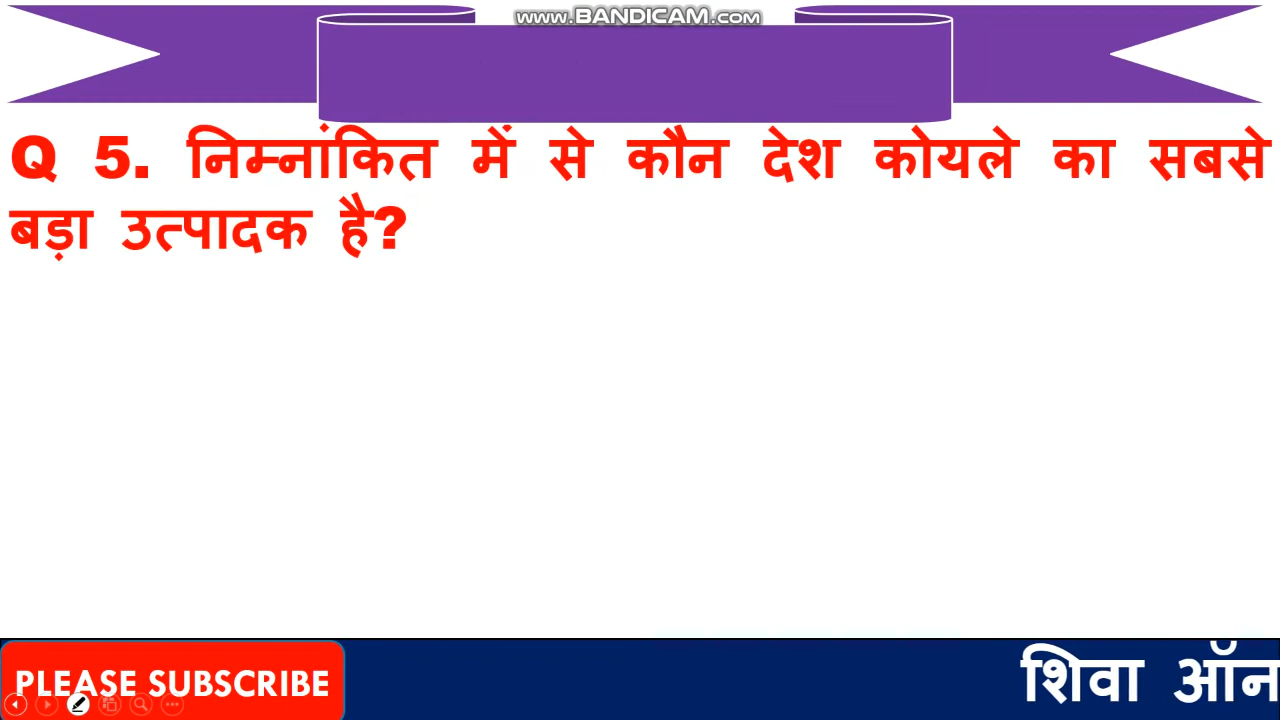 www.BANDICAM.com
Q 5. निम्नांकित में से कौन देश कोयले का सबसे
बड़ा उत्पादक है?
PLEASE SUBSCRIBE
शिवा ऑन